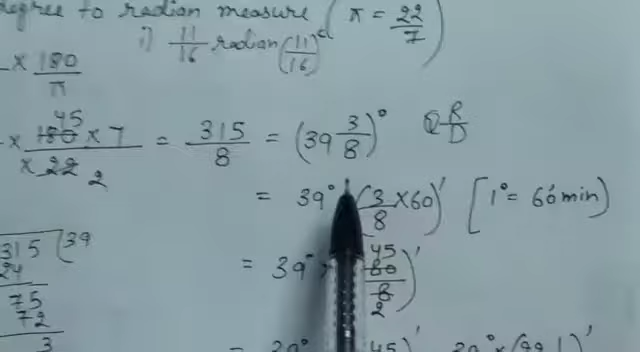 degree to radian measure (π = 22/7)
i) 11/16 radian (11/16)ᶜ
× 180/π
× 180 45 × 7 / × 22 2 = 315/8 = (39 3/8)° Q R/D
= 39° (3/8 × 60)' [1° = 60 min)
315 (39
24
75
72
3
= 39° 45 60 / 8 2)'
= 39° 45)'